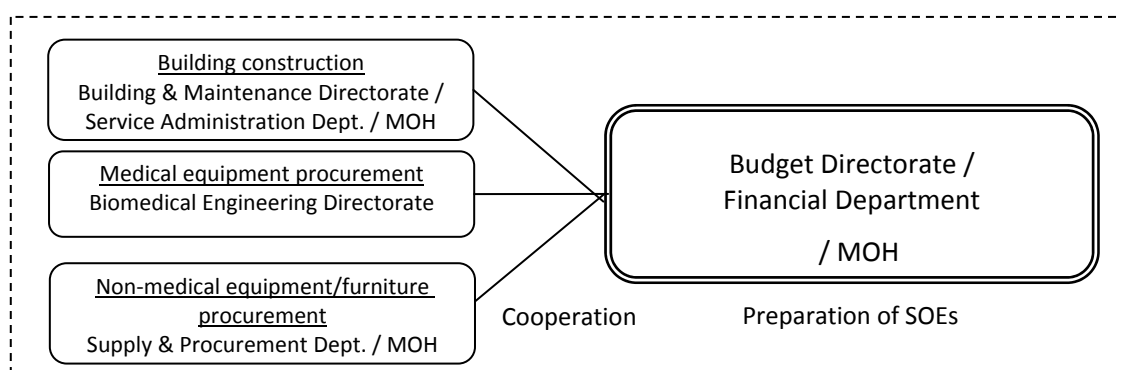 Building construction
Building & Maintenance Directorate /
Service Administration Dept. / MOH
Medical equipment procurement
Biomedical Engineering Directorate
Non-medical equipment/furniture
procurement
Supply & Procurement Dept. / MOH
Cooperation
Budget Directorate /
Financial Department
/ MOH
Preparation of SOEs